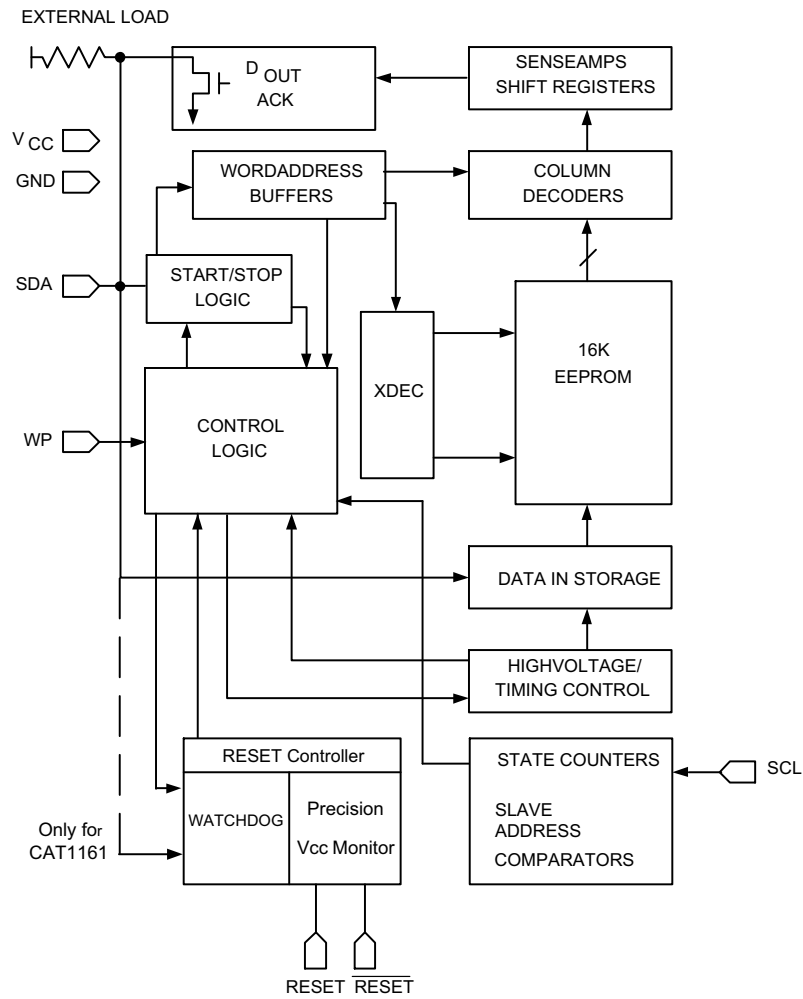 EXTERNAL LOAD
D OUT
ACK
SENSEAMPS
SHIFT REGISTERS
VCC
GND
WORDADDRESS
BUFFERS
COLUMN
DECODERS
SDA
START/STOP
LOGIC
16K
EEPROM
XDEC
WP
CONTROL
LOGIC
DATA IN STORAGE
HIGHVOLTAGE/
TIMING CONTROL
RESET Controller
STATE COUNTERS
SCL
WATCHDOG
Precision
Vcc Monitor
SLAVE
ADDRESS
COMPARATORS
Only for
CAT1161
RESET
RESET